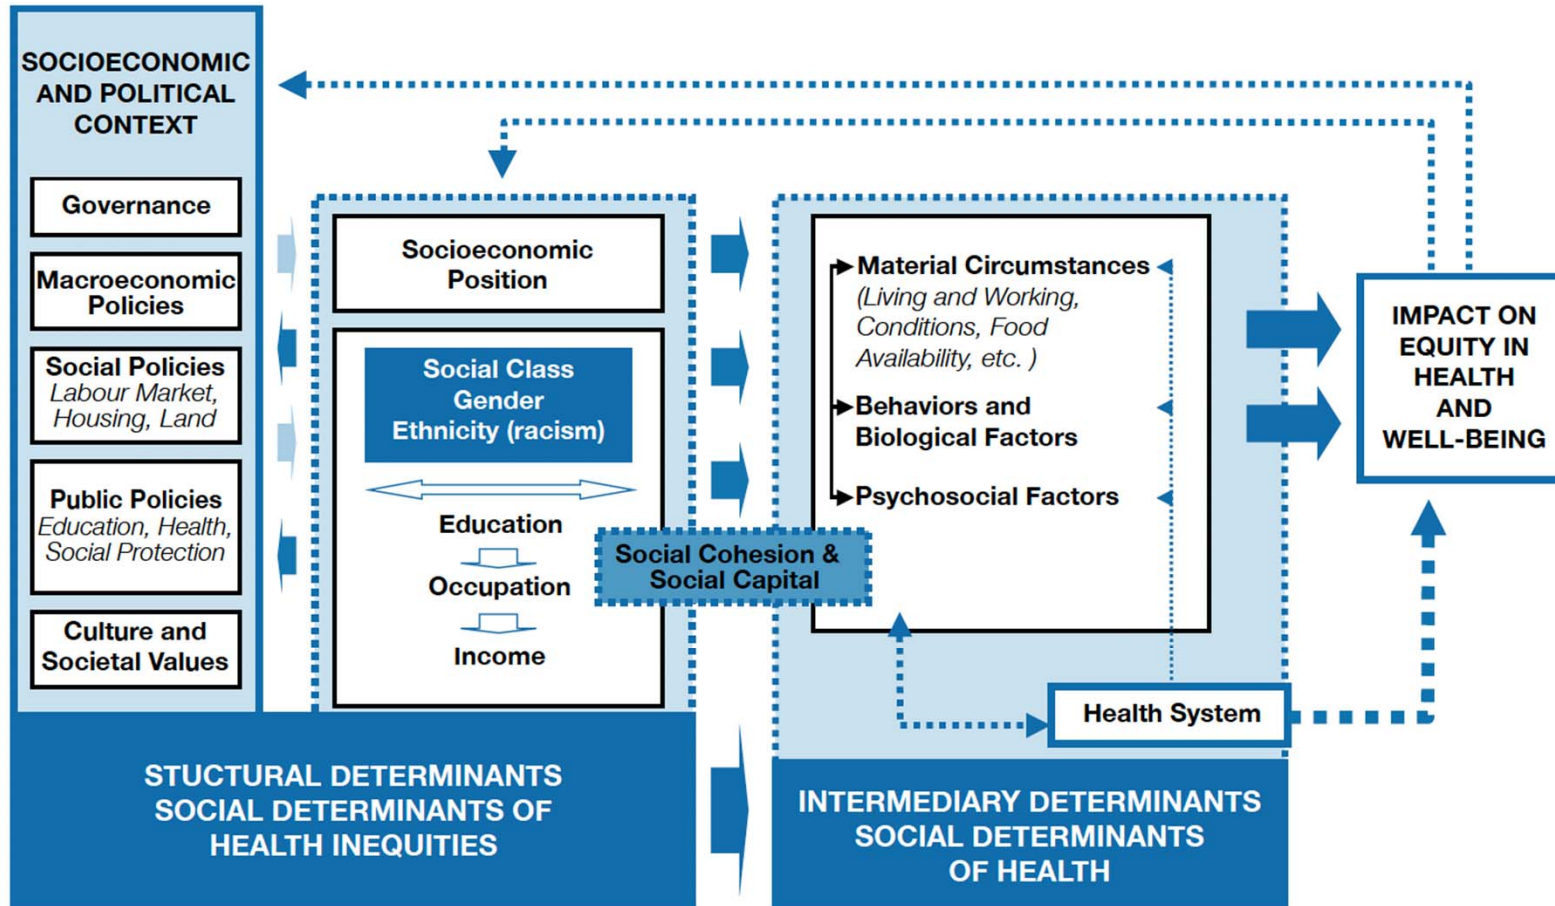 SOCIOECONOMIC
AND POLITICAL
CONTEXT
Governance
Macroeconomic
Policies
Social Policies
Labour Market,
Housing, Land
Public Policies
Education, Health,
Social Protection
Culture and
Societal Values
Socioeconomic
Position
Social Class
Gender
Ethnicity (racism)
Education
Occupation
Income
Social Cohesion &
Social Capital
Material Circumstances
(Living and Working,
Conditions, Food
Availability, etc. )
Behaviors and
Biological Factors
Psychosocial Factors
Health System
IMPACT ON
EQUITY IN
HEALTH
AND
WELL-BEING
STUCTURAL DETERMINANTS
SOCIAL DETERMINANTS OF
HEALTH INEQUITIES
INTERMEDIARY DETERMINANTS
SOCIAL DETERMINANTS
OF HEALTH